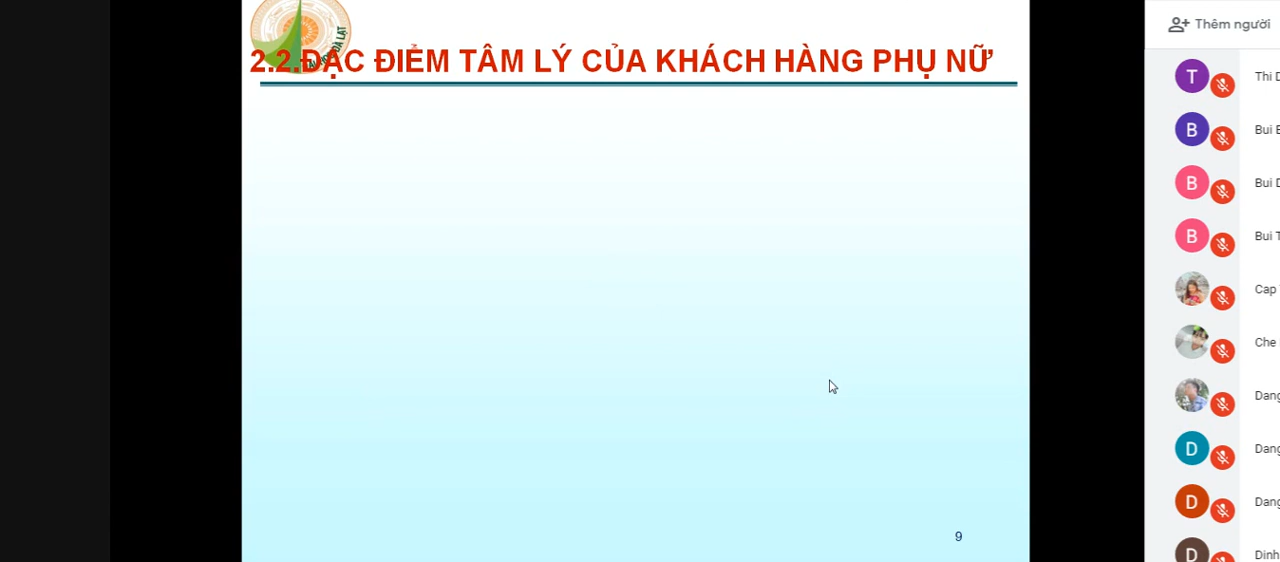 2.2.ĐẶC ĐIỂM TÂM LÝ CỦA KHÁCH HÀNG PHỤ NỮ
9
Thêm người
T
Thi
B
Bui
B
Bui
B
Bui
Cap
Che
Dang
D
Dang
D
Dang
D
Dinh